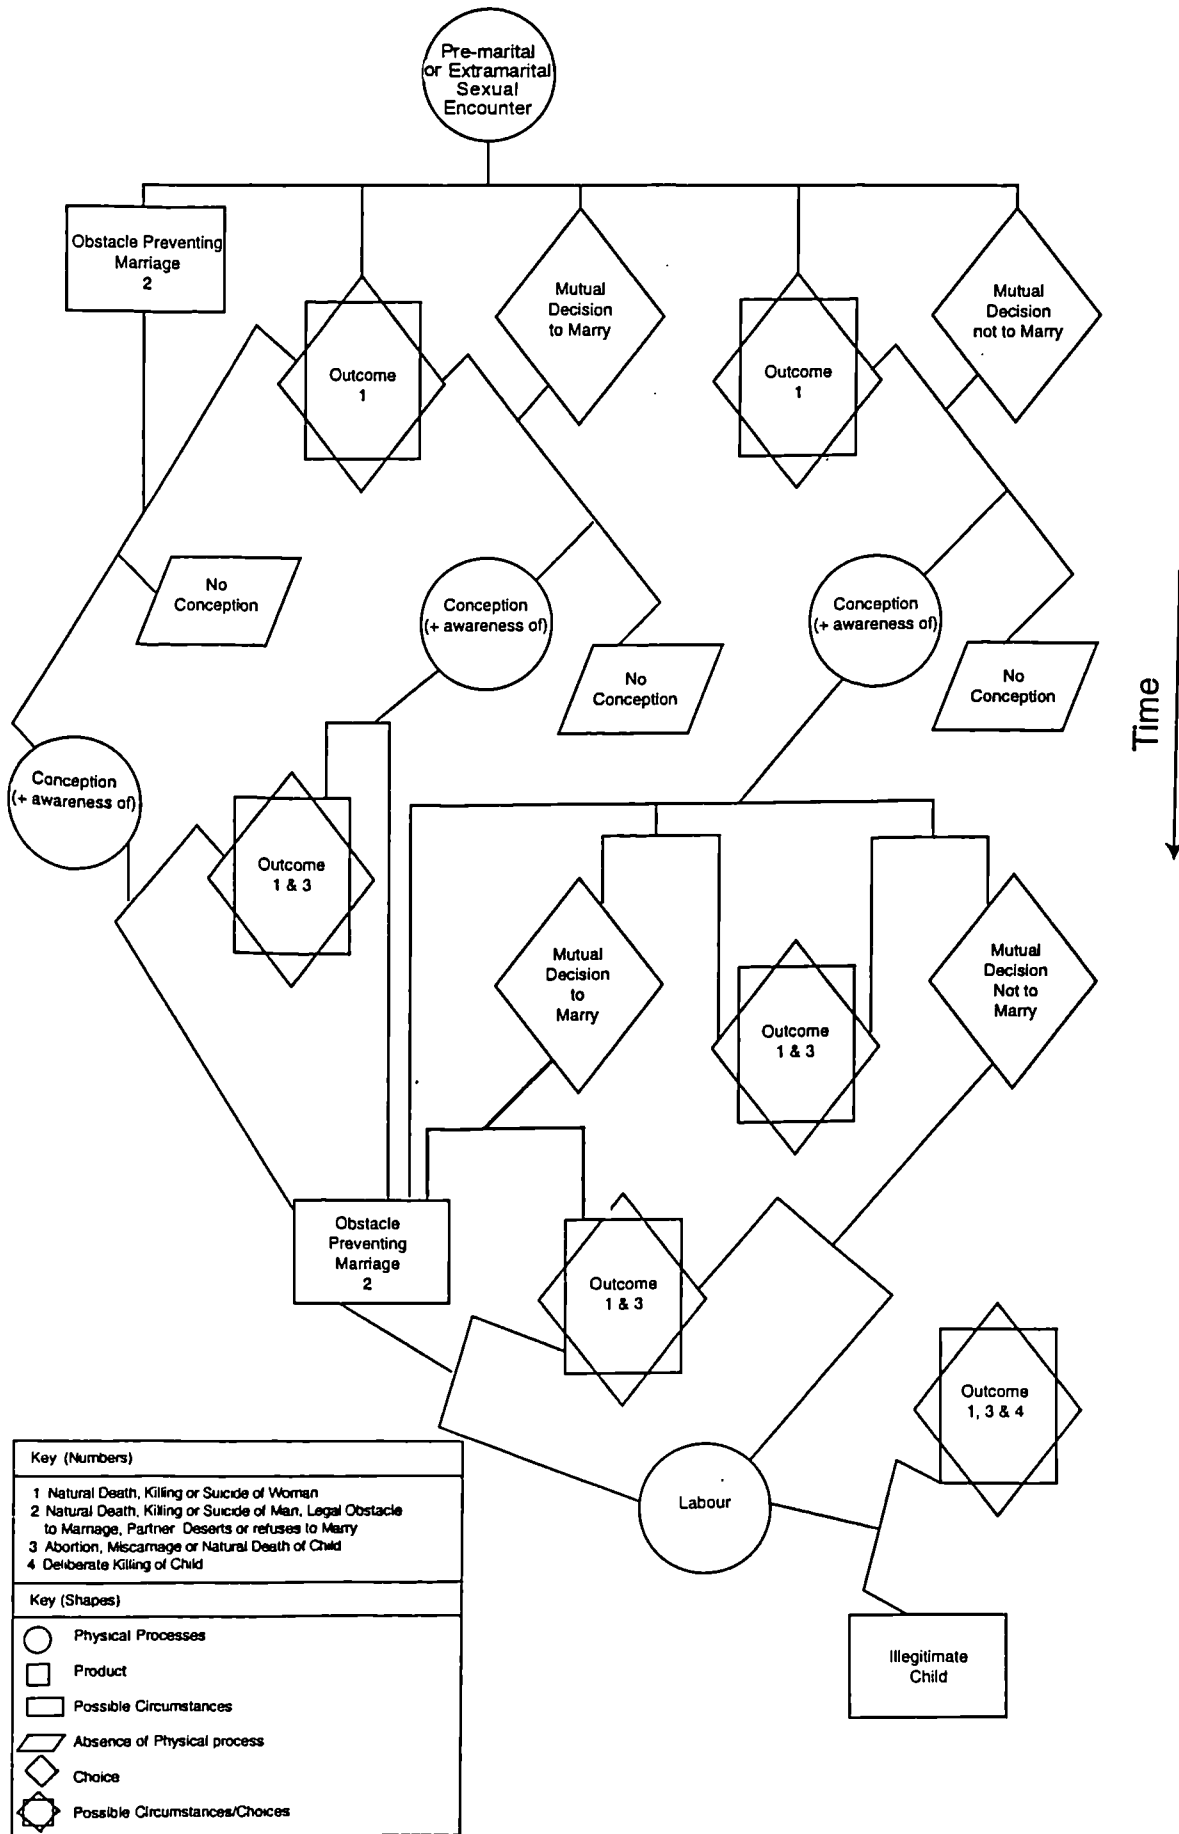 Pre-marital
or Extramarital
Sexual
Encounter
Obstacle Preventing
Marriage
2
Outcome
1
Mutual
Decision
to Marry
Outcome
1
Mutual
Decision
not to Marry
No
Conception
Conception
(+ awareness of)
No
Conception
Conception
(+ awareness of)
No
Conception
Time
Conception
(+ awareness of)
Outcome
1 & 3
Mutual
Decision
to
Marry
Outcome
1 & 3
Mutual
Decision
Not to
Marry
Obstacle
Preventing
Marriage
2
Outcome
1 & 3
Outcome
1, 3 & 4
Labour
Illegitimate
Child
Key (Numbers)
1 Natural Death, Killing or Suicide of Woman
2 Natural Death, Killing or Suicide of Man, Legal Obstacle
to Marriage, Partner Deserts or refuses to Marry
3 Abortion, Miscarriage or Natural Death of Child
4 Deliberate Killing of Child
Key (Shapes)
Physical Processes
Product
Possible Circumstances
Absence of Physical process
Choice
Possible Circumstances/Choices